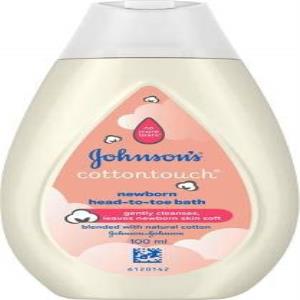 no more tears®
Johnson's®
cottontouch®
newborn
head-to-toe bath
gently cleanses,
leaves newborn skin soft
blended with natural cotton
Johnson&Johnson
100 ml
6120142